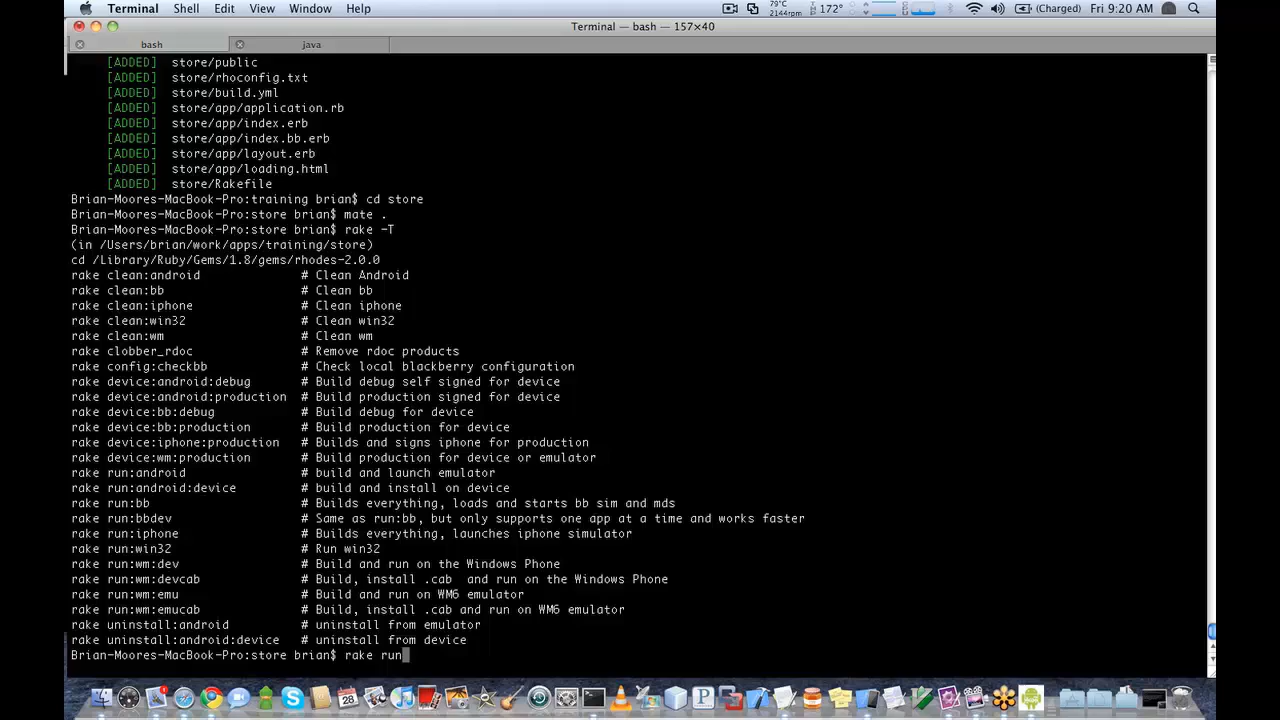 Terminal Shell Edit View Window Help 79°C 2144rpm 172° (Charged) Fri 9:20 AM
Terminal — bash — 157×40
bash java
[ADDED] store/public
[ADDED] store/rhoconfig.txt
[ADDED] store/build.yml
[ADDED] store/app/application.rb
[ADDED] store/app/index.erb
[ADDED] store/app/index.bb.erb
[ADDED] store/app/layout.erb
[ADDED] store/app/loading.html
[ADDED] store/Rakefile
Brian-Moores-MacBook-Pro:training brian$ cd store
Brian-Moores-MacBook-Pro:store brian$ mate .
Brian-Moores-MacBook-Pro:store brian$ rake -T
(in /Users/brian/work/apps/training/store)
cd /Library/Ruby/Gems/1.8/gems/rhodes-2.0.0
rake clean:android # Clean Android
rake clean:bb # Clean bb
rake clean:iphone # Clean iphone
rake clean:win32 # Clean win32
rake clean:wm # Clean wm
rake clobber_rdoc # Remove rdoc products
rake config:checkbb # Check local blackberry configuration
rake device:android:debug # Build debug self signed for device
rake device:android:production # Build production signed for device
rake device:bb:debug # Build debug for device
rake device:bb:production # Build production for device
rake device:iphone:production # Builds and signs iphone for production
rake device:wm:production # Build production for device or emulator
rake run:android # build and launch emulator
rake run:android:device # build and install on device
rake run:bb # Builds everything, loads and starts bb sim and mds
rake run:bbdev # Same as run:bb, but only supports one app at a time and works faster
rake run:iphone # Builds everything, launches iphone simulator
rake run:win32 # Run win32
rake run:wm:dev # Build and run on the Windows Phone
rake run:wm:devcab # Build, install .cab and run on the Windows Phone
rake run:wm:emu # Build and run on WM6 emulator
rake run:wm:emucab # Build, install .cab and run on WM6 emulator
rake uninstall:android # uninstall from emulator
rake uninstall:android:device # uninstall from device
Brian-Moores-MacBook-Pro:store brian$ rake run